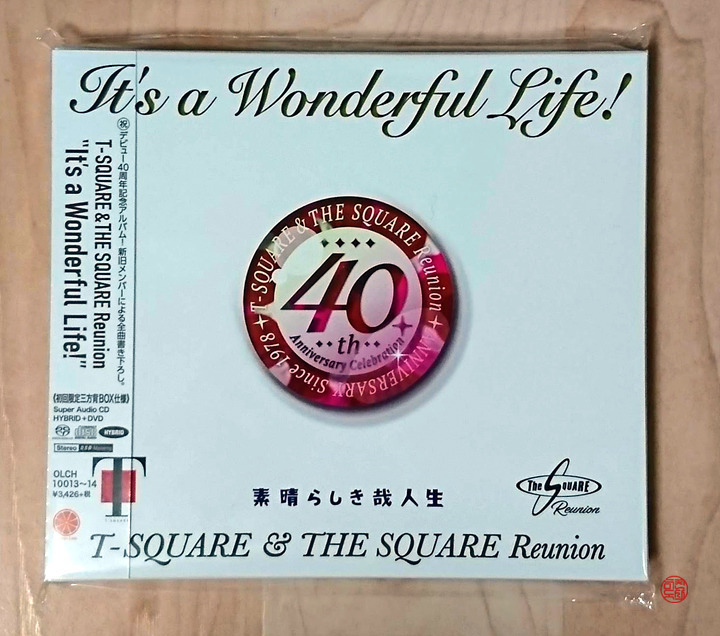 It's a Wonderful Life!
㊗デビュー40周年記念アルバム!新旧メンバーによる全曲書き下ろし。
T-SQUARE & THE SQUARE Reunion
"It's a Wonderful Life!"
《初回限定三方背BOX仕様》
Super Audio CD
HYBRID+DVD
HYBRID
Stereo
OLCH
10013~14
¥3,426+税
T
T-SQUARE & THE SQUARE Reunion
ANNIVERSARY Since 1978
40
th
Anniversary Celebration
素晴らしき哉人生
The SQUARE
Reunion
T-SQUARE & THE SQUARE Reunion